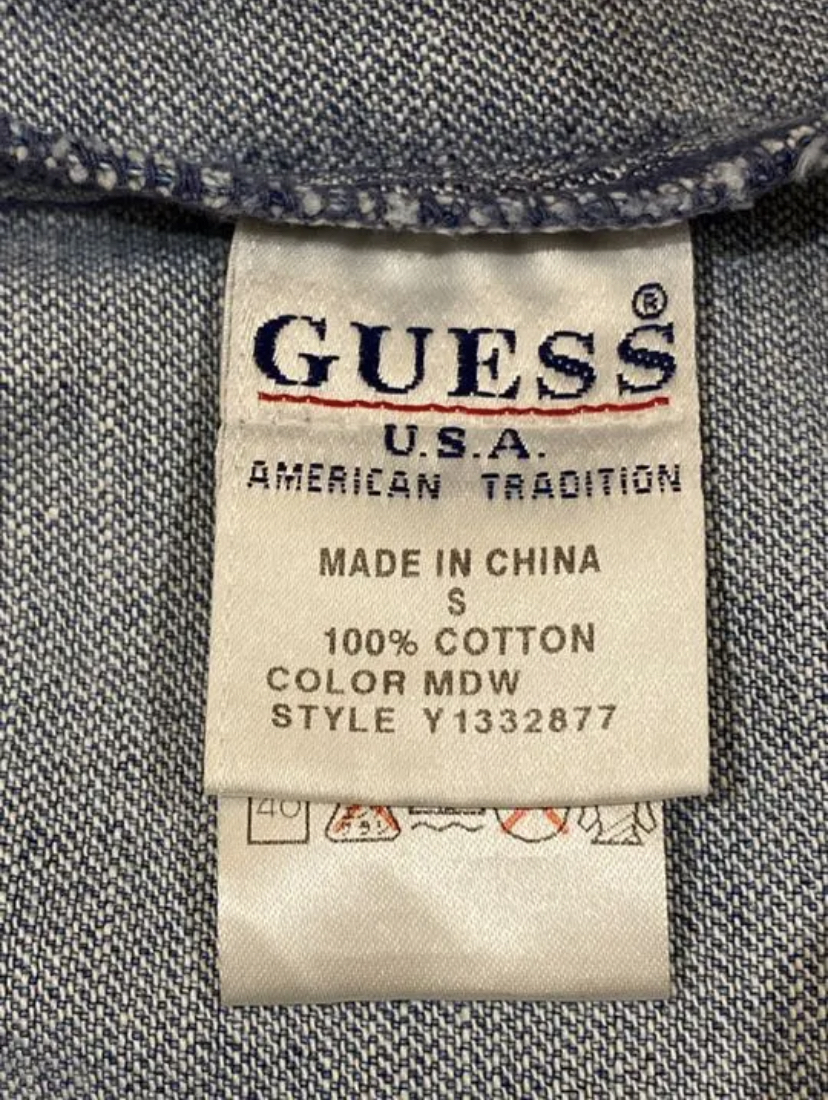 GUESS®
U.S.A.
AMERICAN TRADITION
MADE IN CHINA
S
100% COTTON
COLOR MDW
STYLE Y1332877
40